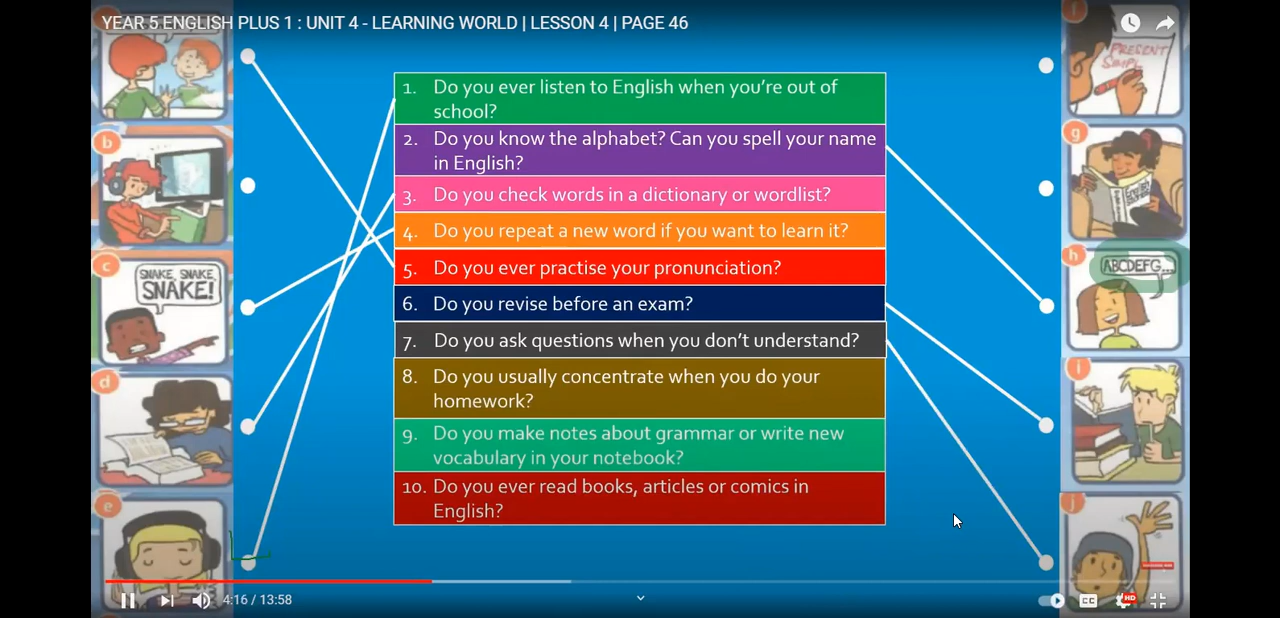 YEAR 5 ENGLISH PLUS 1 : UNIT 4 - LEARNING WORLD | LESSON 4 | PAGE 46
b
c
SNAKE, SNAKE,
SNAKE!
d
e
1. Do you ever listen to English when you're out of
school?
2. Do you know the alphabet? Can you spell your name
in English?
3. Do you check words in a dictionary or wordlist?
4. Do you repeat a new word if you want to learn it?
5. Do you ever practise your pronunciation?
6. Do you revise before an exam?
7. Do you ask questions when you don't understand?
8. Do you usually concentrate when you do your
homework?
9. Do you make notes about grammar or write new
vocabulary in your notebook?
10. Do you ever read books, articles or comics in
English?
f
PRESENT
g
h
ABCDEFG...
i
j
4:16 / 13:58
CC
HD